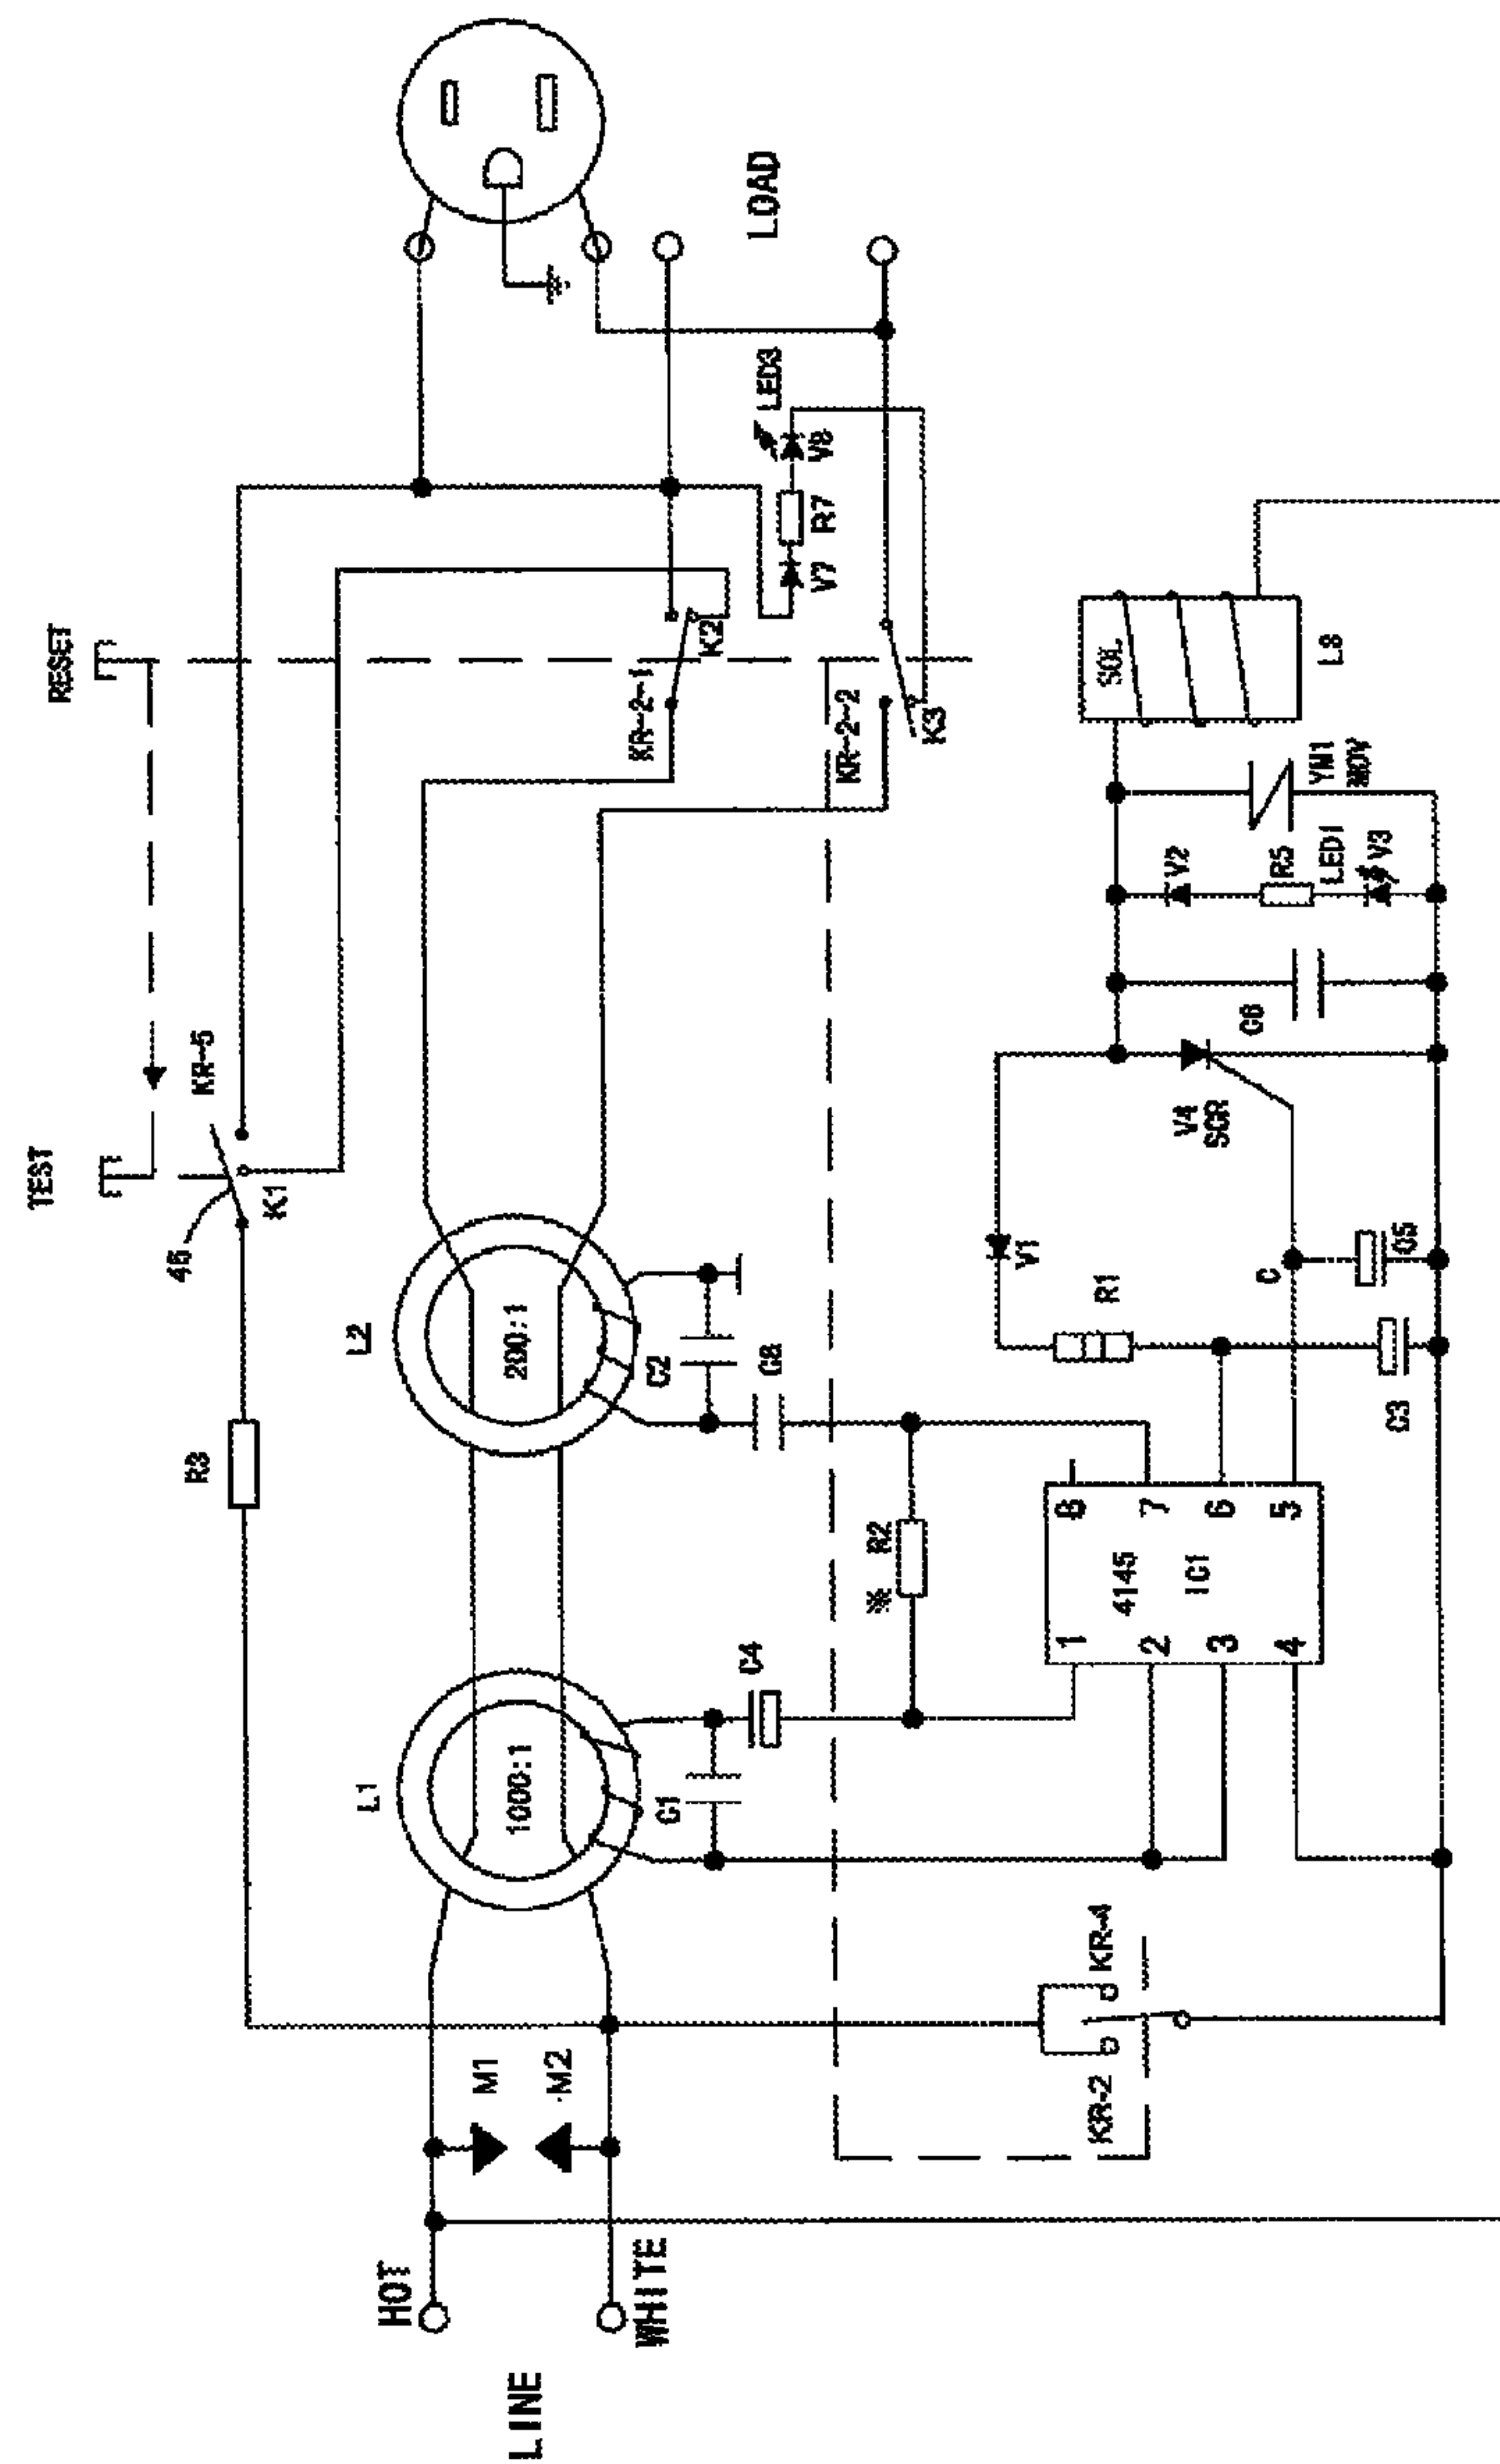 TEST
RESET
46
KR-5
K1
R3
L1
L2
1000:1
200:1
HOT
LINE
WHITE
M1
M2
C1
C4
C2
C8
KR-2-1
K2
KR-2-2
K3
V7
R7
V8
LED3
LOAD
R2
KR-2
KR-4
1
2
3
4
4145
IC1
8
7
6
5
R1
V1
C
C3
C5
V4
SCR
C6
V2
R5
LED1
V3
YM1
MOV
SOL
L8